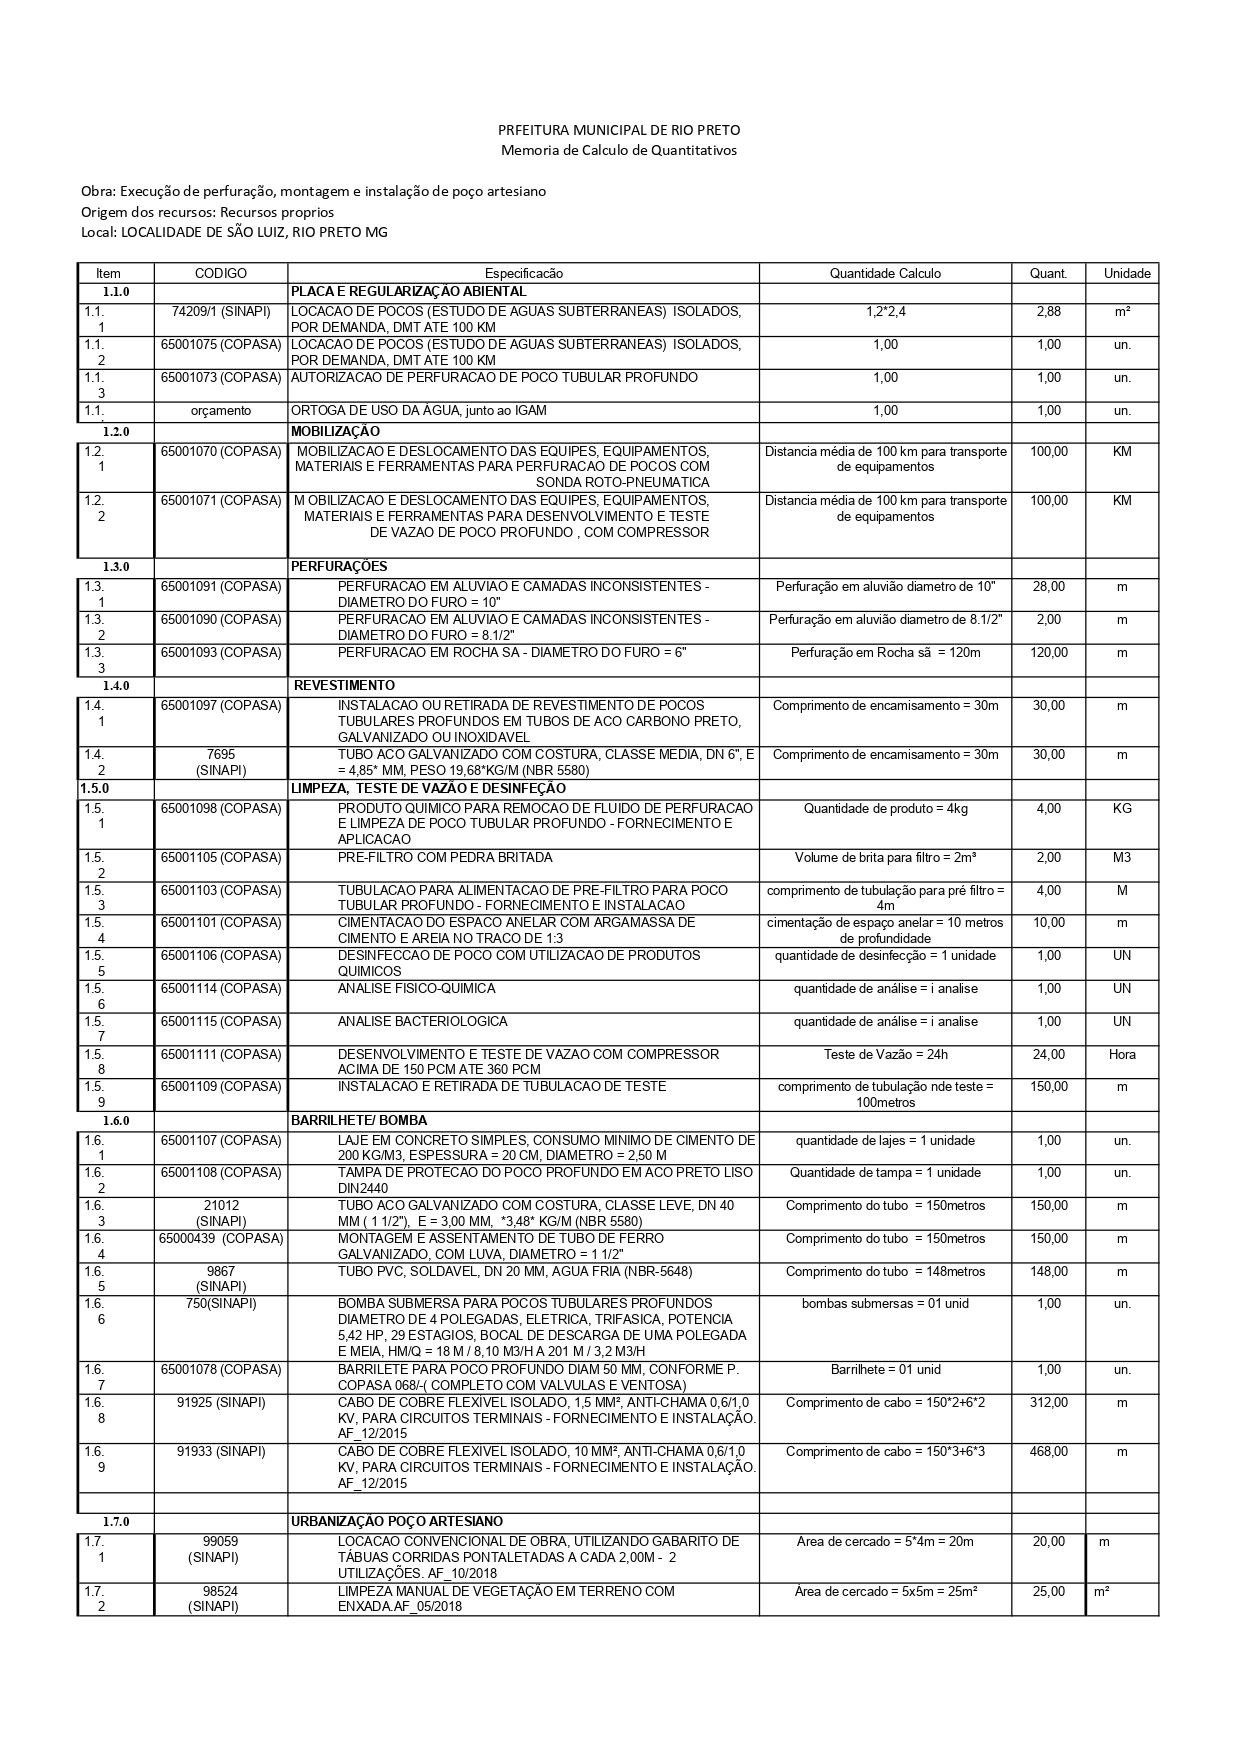 PRFEITURA MUNICIPAL DE RIO PRETO
Memoria de Calculo de Quantitativos
Obra: Execução de perfuração, montagem e instalação de poço artesiano
Origem dos recursos: Recursos proprios
Local: LOCALIDADE DE SÃO LUIZ, RIO PRETO MG
Item CODIGO Especificacão Quantidade Calculo Quant. Unidade
1.1.0 PLACA E REGULARIZAÇÃO ABIENTAL
1.1. 74209/1 (SINAPI) LOCACAO DE POCOS (ESTUDO DE AGUAS SUBTERRANEAS) ISOLADOS, 1,2*2,4 2,88 m²
1 POR DEMANDA, DMT ATE 100 KM
1.1. 65001075 (COPASA) LOCACAO DE POCOS (ESTUDO DE AGUAS SUBTERRANEAS) ISOLADOS, 1,00 1,00 un.
2 POR DEMANDA, DMT ATE 100 KM
1.1. 65001073 (COPASA) AUTORIZACAO DE PERFURACAO DE POCO TUBULAR PROFUNDO 1,00 1,00 un.
3
1.1. orçamento ORTOGA DE USO DA ÁGUA, junto ao IGAM 1,00 1,00 un.
1.2.0 MOBILIZAÇÃO
1.2. 65001070 (COPASA) MOBILIZACAO E DESLOCAMENTO DAS EQUIPES, EQUIPAMENTOS, Distancia média de 100 km para transporte 100,00 KM
1 MATERIAIS E FERRAMENTAS PARA PERFURACAO DE POCOS COM de equipamentos
SONDA ROTO-PNEUMATICA
1.2. 65001071 (COPASA) M OBILIZACAO E DESLOCAMENTO DAS EQUIPES, EQUIPAMENTOS, Distancia média de 100 km para transporte 100,00 KM
2 MATERIAIS E FERRAMENTAS PARA DESENVOLVIMENTO E TESTE de equipamentos
DE VAZAO DE POCO PROFUNDO , COM COMPRESSOR
1.3.0 PERFURAÇÕES
1.3. 65001091 (COPASA) PERFURACAO EM ALUVIAO E CAMADAS INCONSISTENTES - Perfuração em aluvião diametro de 10" 28,00 m
1 DIAMETRO DO FURO = 10"
1.3. 65001090 (COPASA) PERFURACAO EM ALUVIAO E CAMADAS INCONSISTENTES - Perfuração em aluvião diametro de 8.1/2" 2,00 m
2 DIAMETRO DO FURO = 8.1/2"
1.3. 65001093 (COPASA) PERFURACAO EM ROCHA SA - DIAMETRO DO FURO = 6" Perfuração em Rocha sã = 120m 120,00 m
3
1.4.0 REVESTIMENTO
1.4. 65001097 (COPASA) INSTALACAO OU RETIRADA DE REVESTIMENTO DE POCOS Comprimento de encamisamento = 30m 30,00 m
1 TUBULARES PROFUNDOS EM TUBOS DE ACO CARBONO PRETO,
GALVANIZADO OU INOXIDAVEL
1.4. 7695 TUBO ACO GALVANIZADO COM COSTURA, CLASSE MEDIA, DN 6", E Comprimento de encamisamento = 30m 30,00 m
2 (SINAPI) = 4,85* MM, PESO 19,68*KG/M (NBR 5580)
1.5.0 LIMPEZA, TESTE DE VAZÃO E DESINFEÇÃO
1.5. 65001098 (COPASA) PRODUTO QUIMICO PARA REMOCAO DE FLUIDO DE PERFURACAO Quantidade de produto = 4kg 4,00 KG
1 E LIMPEZA DE POCO TUBULAR PROFUNDO - FORNECIMENTO E
APLICACAO
1.5. 65001105 (COPASA) PRE-FILTRO COM PEDRA BRITADA Volume de brita para filtro = 2m³ 2,00 M3
2
1.5. 65001103 (COPASA) TUBULACAO PARA ALIMENTACAO DE PRE-FILTRO PARA POCO comprimento de tubulação para pré filtro = 4,00 M
3 TUBULAR PROFUNDO - FORNECIMENTO E INSTALACAO 4m
1.5. 65001101 (COPASA) CIMENTACAO DO ESPACO ANELAR COM ARGAMASSA DE cimentação de espaço anelar = 10 metros 10,00 m
4 CIMENTO E AREIA NO TRACO DE 1:3 de profundidade
1.5. 65001106 (COPASA) DESINFECCAO DE POCO COM UTILIZACAO DE PRODUTOS quantidade de desinfecção = 1 unidade 1,00 UN
5 QUIMICOS
1.5. 65001114 (COPASA) ANALISE FISICO-QUIMICA quantidade de análise = i analise 1,00 UN
6
1.5. 65001115 (COPASA) ANALISE BACTERIOLOGICA quantidade de análise = i analise 1,00 UN
7
1.5. 65001111 (COPASA) DESENVOLVIMENTO E TESTE DE VAZAO COM COMPRESSOR Teste de Vazão = 24h 24,00 Hora
8 ACIMA DE 150 PCM ATE 360 PCM
1.5. 65001109 (COPASA) INSTALACAO E RETIRADA DE TUBULACAO DE TESTE comprimento de tubulação nde teste = 150,00 m
9 100metros
1.6.0 BARRILHETE/ BOMBA
1.6. 65001107 (COPASA) LAJE EM CONCRETO SIMPLES, CONSUMO MINIMO DE CIMENTO DE quantidade de lajes = 1 unidade 1,00 un.
1 200 KG/M3, ESPESSURA = 20 CM, DIAMETRO = 2,50 M
1.6. 65001108 (COPASA) TAMPA DE PROTECAO DO POCO PROFUNDO EM ACO PRETO LISO Quantidade de tampa = 1 unidade 1,00 un.
2 DIN2440
1.6. 21012 TUBO ACO GALVANIZADO COM COSTURA, CLASSE LEVE, DN 40 Comprimento do tubo = 150metros 150,00 m
3 (SINAPI) MM ( 1 1/2"), E = 3,00 MM, *3,48* KG/M (NBR 5580)
1.6. 65000439 (COPASA) MONTAGEM E ASSENTAMENTO DE TUBO DE FERRO Comprimento do tubo = 150metros 150,00 m
4 GALVANIZADO, COM LUVA, DIAMETRO = 1 1/2"
1.6. 9867 TUBO PVC, SOLDAVEL, DN 20 MM, AGUA FRIA (NBR-5648) Comprimento do tubo = 148metros 148,00 m
5 (SINAPI)
1.6. 750(SINAPI) BOMBA SUBMERSA PARA POCOS TUBULARES PROFUNDOS bombas submersas = 01 unid 1,00 un.
6 DIAMETRO DE 4 POLEGADAS, ELETRICA, TRIFASICA, POTENCIA
5,42 HP, 29 ESTAGIOS, BOCAL DE DESCARGA DE UMA POLEGADA
E MEIA, HM/Q = 18 M / 8,10 M3/H A 201 M / 3,2 M3/H
1.6. 65001078 (COPASA) BARRILETE PARA POCO PROFUNDO DIAM 50 MM, CONFORME P. Barrilhete = 01 unid 1,00 un.
7 COPASA 068/-( COMPLETO COM VALVULAS E VENTOSA)
1.6. 91925 (SINAPI) CABO DE COBRE FLEXÍVEL ISOLADO, 1,5 MM², ANTI-CHAMA 0,6/1,0 Comprimento de cabo = 150*2+6*2 312,00 m
8 KV, PARA CIRCUITOS TERMINAIS - FORNECIMENTO E INSTALAÇÃO.
AF_12/2015
1.6. 91933 (SINAPI) CABO DE COBRE FLEXÍVEL ISOLADO, 10 MM², ANTI-CHAMA 0,6/1,0 Comprimento de cabo = 150*3+6*3 468,00 m
9 KV, PARA CIRCUITOS TERMINAIS - FORNECIMENTO E INSTALAÇÃO.
AF_12/2015
1.7.0 URBANIZAÇÃO POÇO ARTESIANO
1.7. 99059 LOCACAO CONVENCIONAL DE OBRA, UTILIZANDO GABARITO DE Área de cercado = 5*4m = 20m 20,00 m
1 (SINAPI) TÁBUAS CORRIDAS PONTALETADAS A CADA 2,00M - 2
UTILIZAÇÕES. AF_10/2018
1.7. 98524 LIMPEZA MANUAL DE VEGETAÇÃO EM TERRENO COM Área de cercado = 5x5m = 25m² 25,00 m²
2 (SINAPI) ENXADA.AF_05/2018